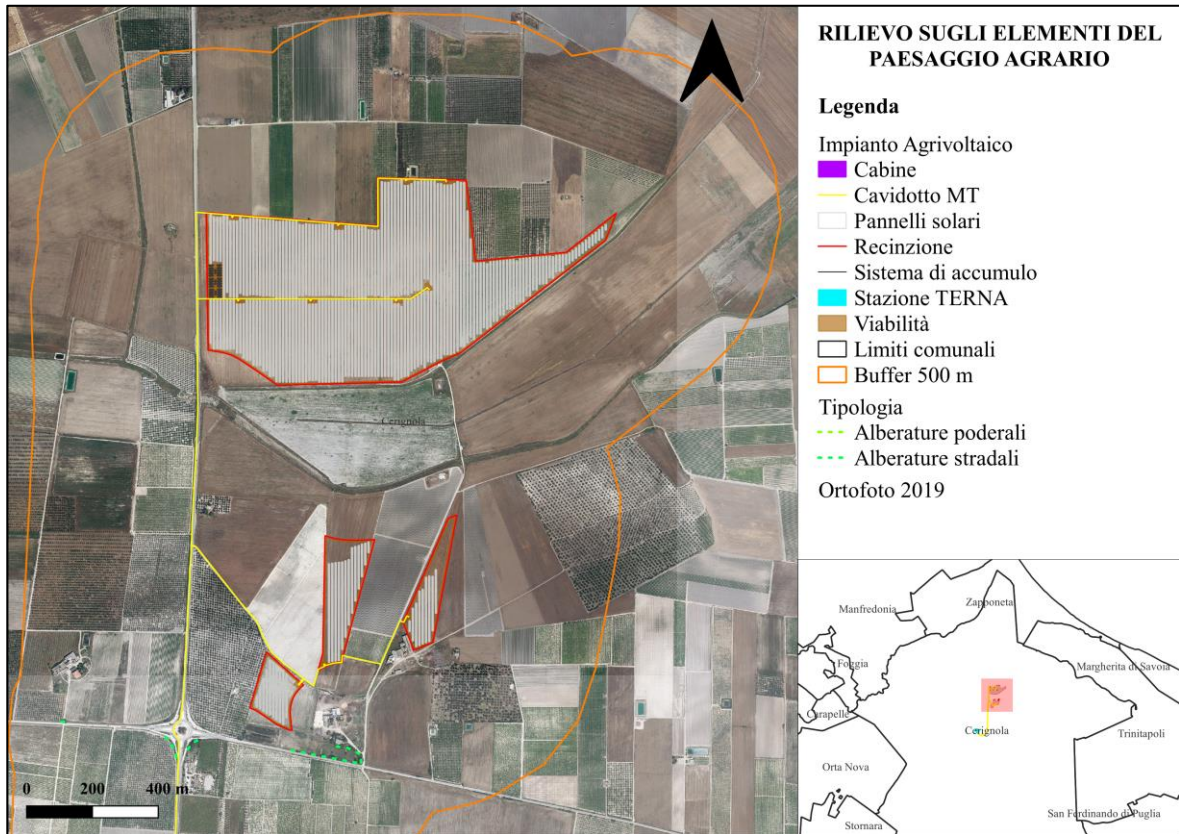 RILIEVO SUGLI ELEMENTI DEL
PAESAGGIO AGRARIO
Legenda
Impianto Agrivoltaico
Cabine
Cavidotto MT
Pannelli solari
Recinzione
Sistema di accumulo
Stazione TERNA
Viabilità
Limiti comunali
Buffer 500 m
Tipologia
Alberature poderali
Alberature stradali
Ortofoto 2019
Cerignola
0 200 400 m
Manfredonia
Zapponeta
Foggia
Margherita di Savoia
Carapelle
Cerignola
Trinitapoli
Orta Nova
San Ferdinando di Puglia
Stornara